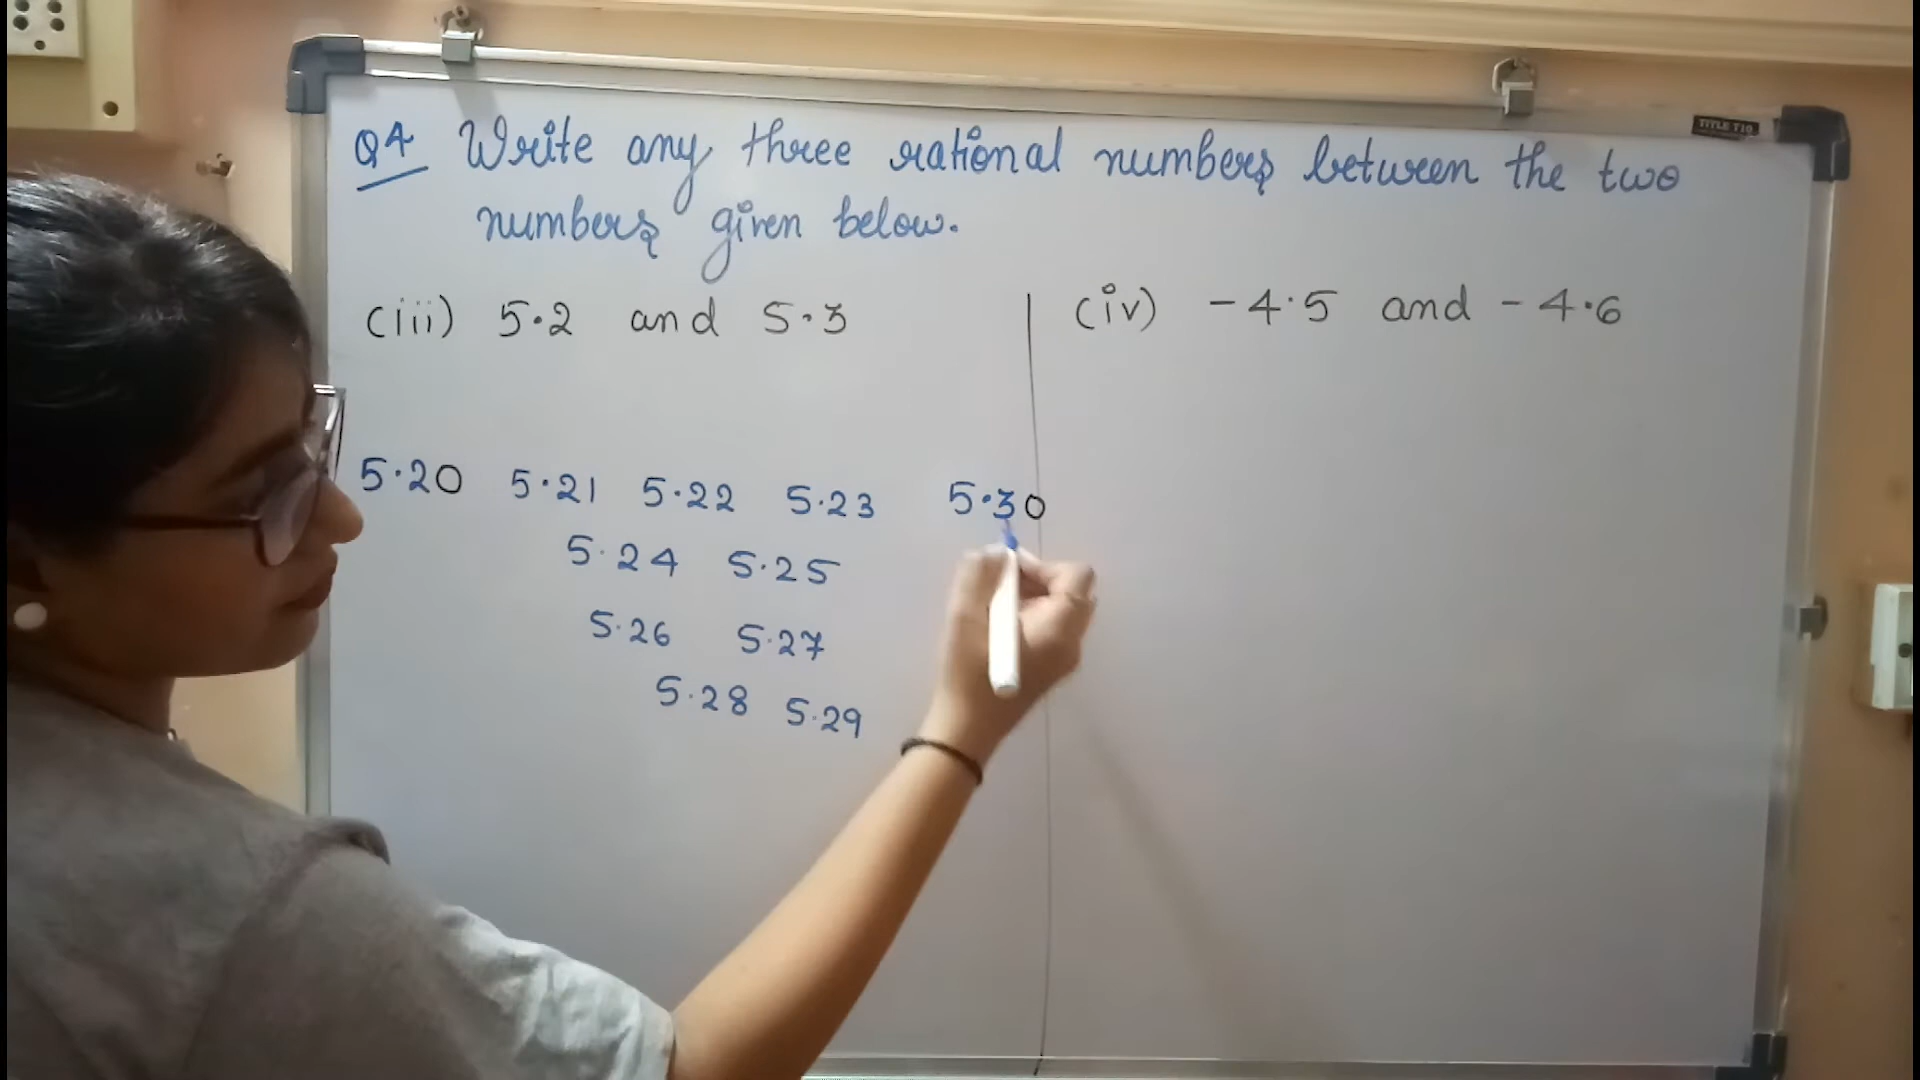 Q4 Write any three rational numbers between the two
numbers given below.
(iii) 5.2 and 5.3
5.20 5.21 5.22 5.23 5.30
5.24 5.25
5.26 5.27
5.28 5.29
(iv) -4.5 and -4.6
TITLE T10